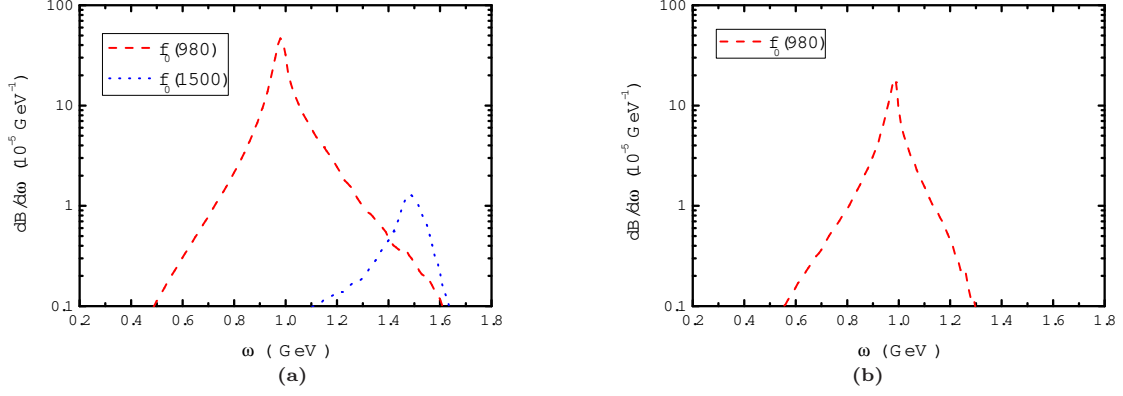 100
10
1
0.1
dB/dω (10⁻⁵ GeV⁻¹)
f₀(980)
f₀(1500)
0.2 0.4 0.6 0.8 1.0 1.2 1.4 1.6 1.8
ω (GeV)
(a)
100
10
1
0.1
dB/dω (10⁻⁵ GeV⁻¹)
f₀(980)
0.2 0.4 0.6 0.8 1.0 1.2 1.4 1.6 1.8
ω (GeV)
(b)